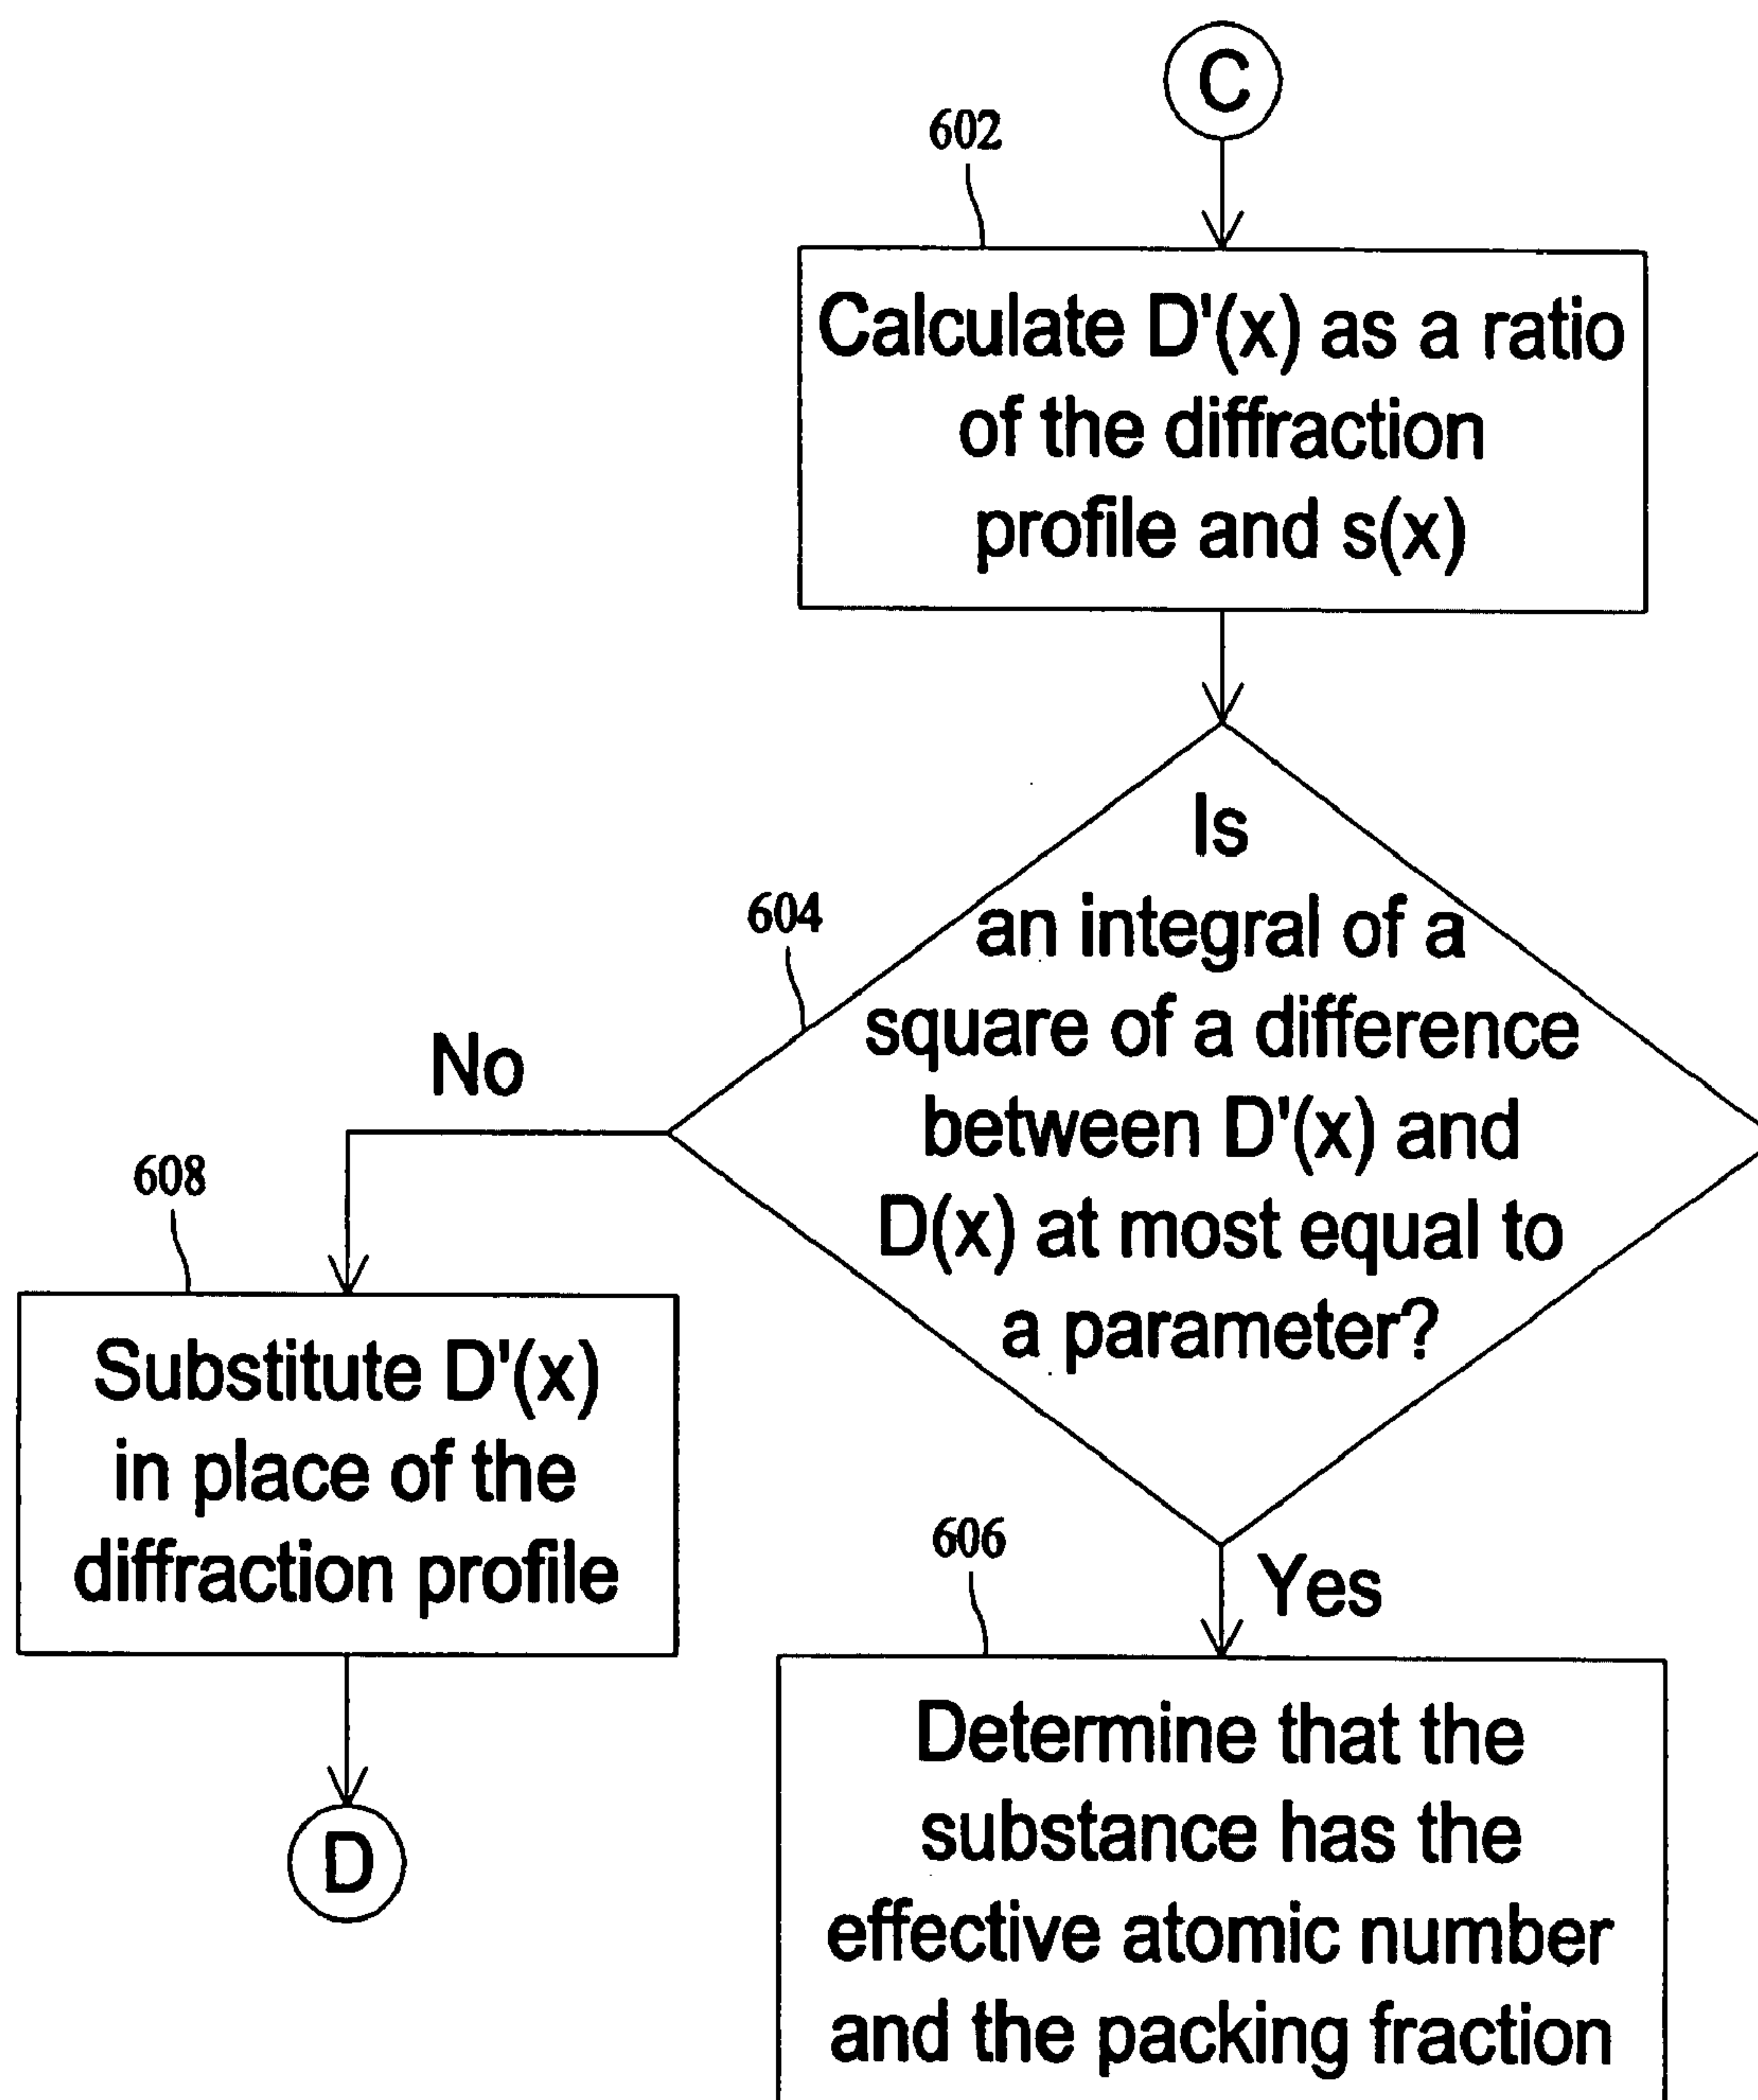 C
602
Calculate D'(x) as a ratio
of the diffraction
profile and s(x)
604
Is
an integral of a
square of a difference
between D'(x) and
D(x) at most equal to
a parameter?
No
608
Substitute D'(x)
in place of the
diffraction profile
D
Yes
606
Determine that the
substance has the
effective atomic number
and the packing fraction